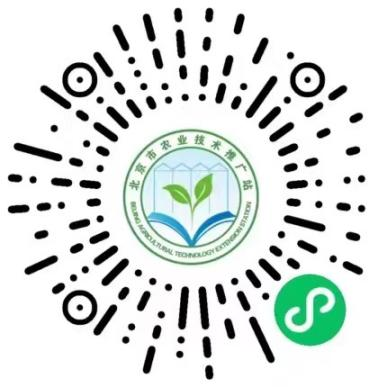 北京市农业技术推广站
BEIJING AGRICULTURAL TECHNOLOGY EXTENSION STATION